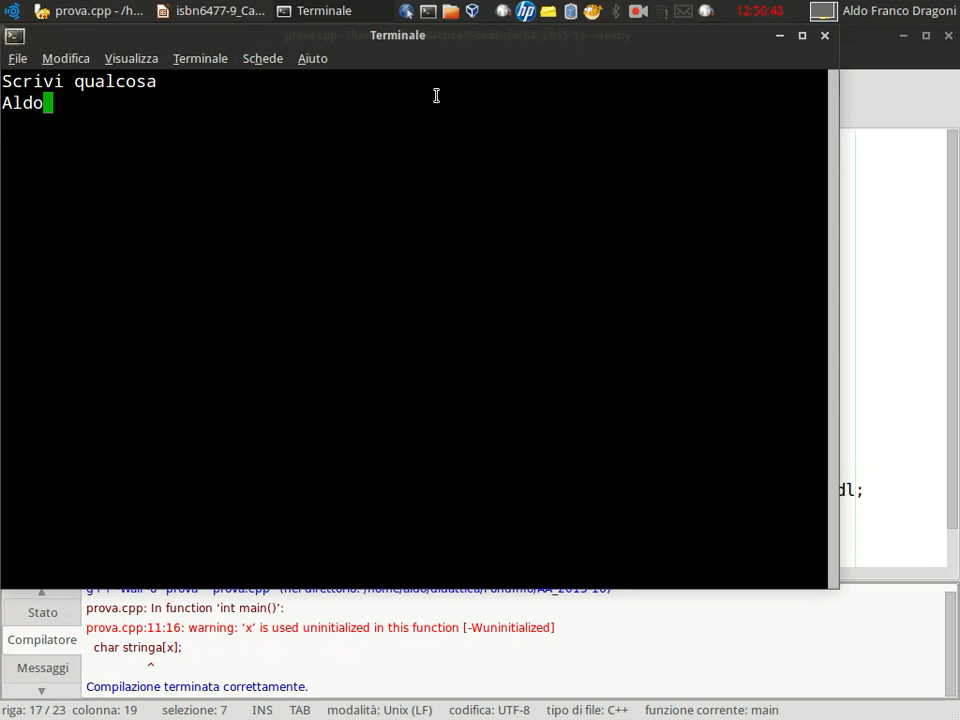 prova.cpp - /h...
isbn6477-9_Ca...
Terminale
12:56:43
Aldo Franco Dragoni
Terminale
File
Modifica
Visualizza
Terminale
Schede
Aiuto
Scrivi qualcosa
Aldo
dl;
Stato
Compilatore
Messaggi
prova.cpp: In function ‘int main()’:
prova.cpp:11:16: warning: ‘x’ is used uninitialized in this function [-Wuninitialized]
char stringa[x];
^
Compilazione terminata correttamente.
riga: 17 / 23 colonna: 19 selezione: 7 INS TAB modalità: Unix (LF) codifica: UTF-8 tipo di file: C++ funzione corrente: main